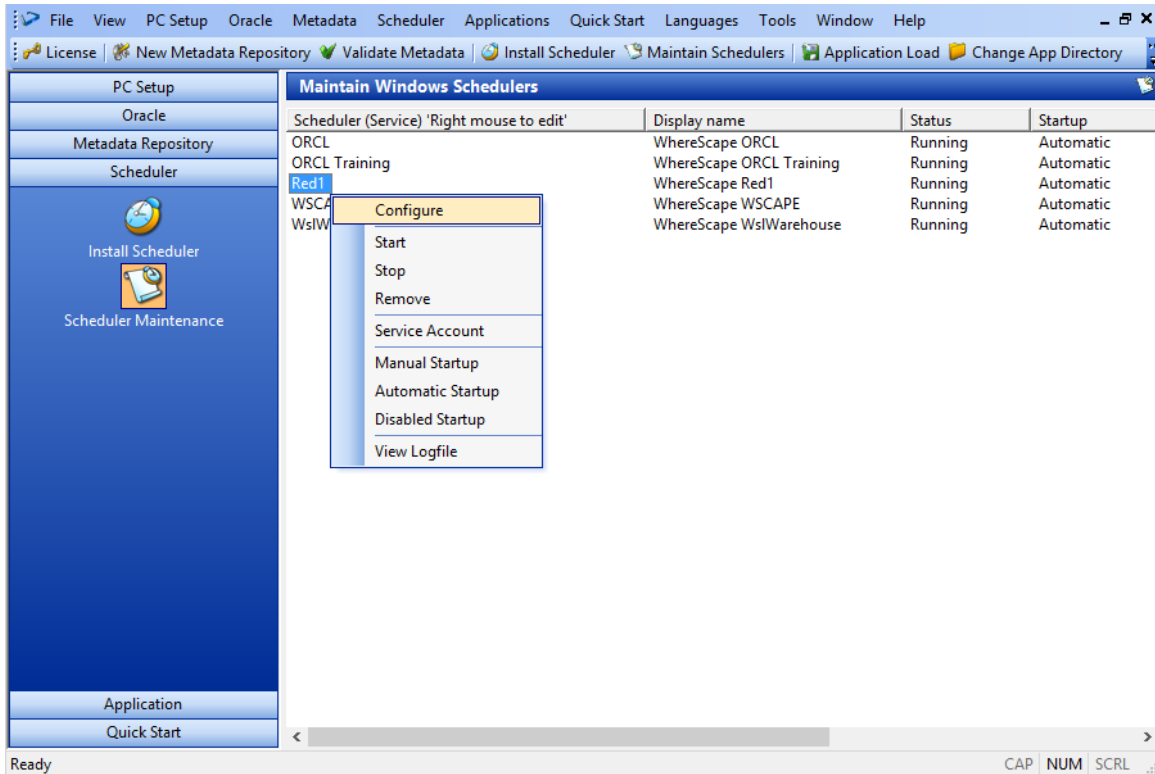 File View PC Setup Oracle Metadata Scheduler Applications Quick Start Languages Tools Window Help
License New Metadata Repository Validate Metadata Install Scheduler Maintain Schedulers Application Load Change App Directory
PC Setup
Oracle
Metadata Repository
Scheduler
Install Scheduler
Scheduler Maintenance
Application
Quick Start
Maintain Windows Schedulers
Scheduler (Service) 'Right mouse to edit' Display name Status Startup
ORCL WhereScape ORCL Running Automatic
ORCL Training WhereScape ORCL Training Running Automatic
Red1 WhereScape Red1 Running Automatic
WSCA WhereScape WSCAPE Running Automatic
WslW WhereScape WslWarehouse Running Automatic
Configure
Start
Stop
Remove
Service Account
Manual Startup
Automatic Startup
Disabled Startup
View Logfile
Ready CAP NUM SCRL